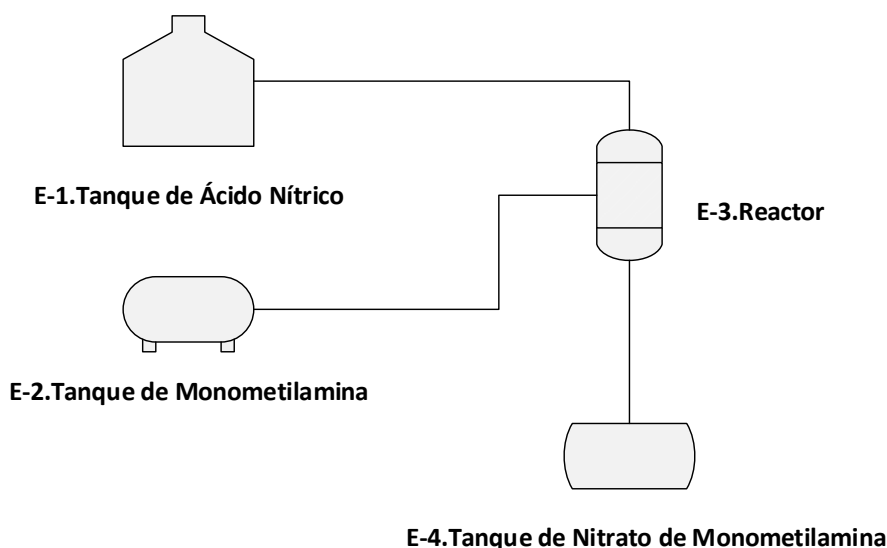 E-1.Tanque de Ácido Nítrico
E-3.Reactor
E-2.Tanque de Monometilamina
E-4.Tanque de Nitrato de Monometilamina